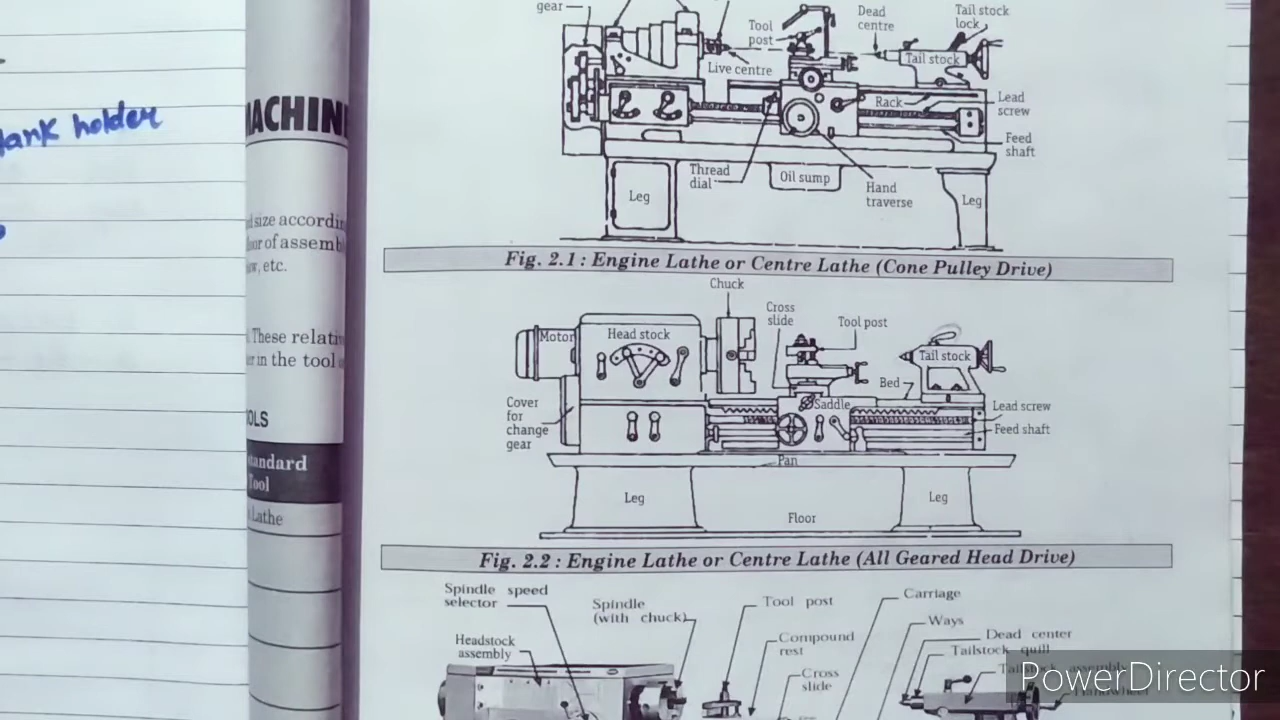 lank holder
MACHIN
size accordin
of assemb
etc.
These relati
in the tool
OLS
standard
Tool
Lathe
gear
Tool
post
Dead
centre
Tail stock
lock
Live centre
Tail stock
Rack
Lead
screw
Feed
shaft
Thread
dial
Oil sump
Hand
traverse
Leg
Leg
Fig. 2.1 : Engine Lathe or Centre Lathe (Cone Pulley Drive)
Chuck
Cross
slide
Tool post
Motor
Head stock
Tail stock
Bed
Cover
for
change
gear
Saddle
Lead screw
Feed shaft
Pan
Leg
Leg
Floor
Fig. 2.2 : Engine Lathe or Centre Lathe (All Geared Head Drive)
Spindle speed
selector
Spindle
(with chuck)
Tool post
Carriage
Ways
Headstock
assembly
Compound
rest
Dead center
Tailstock quill
Cross
slide
Tailstock assembly
PowerDirector